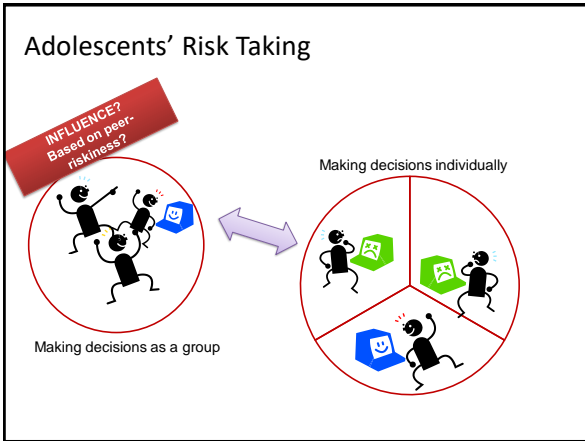 Adolescents’ Risk Taking
INFLUENCE?
Based on peer-
riskiness?
Making decisions individually
Making decisions as a group